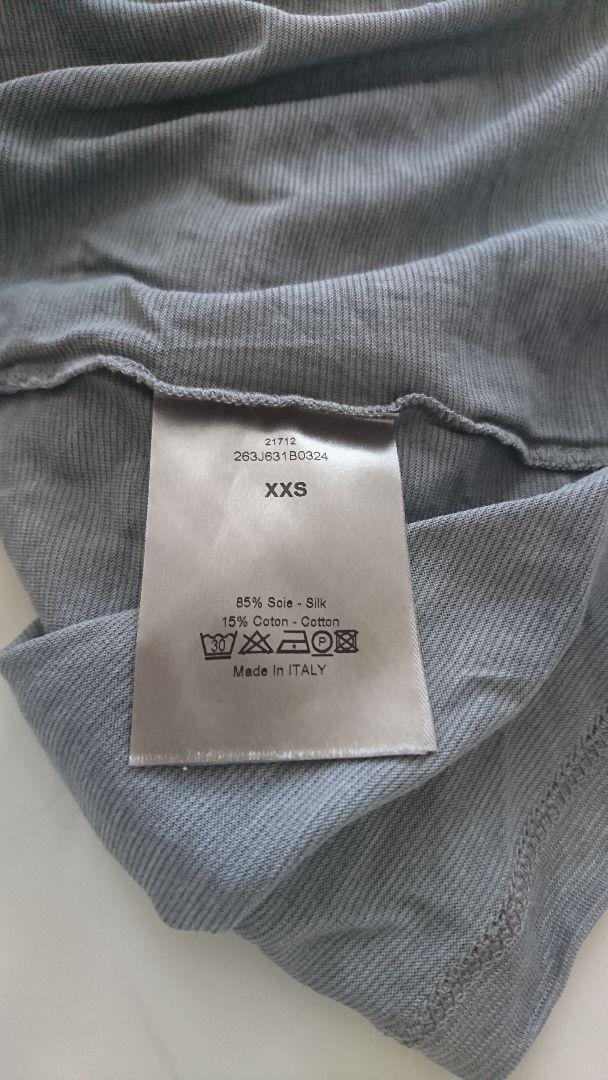 21712
263J631B0324
XXS
85% Soie - Silk
15% Coton - Cotton
30 P
Made In ITALY